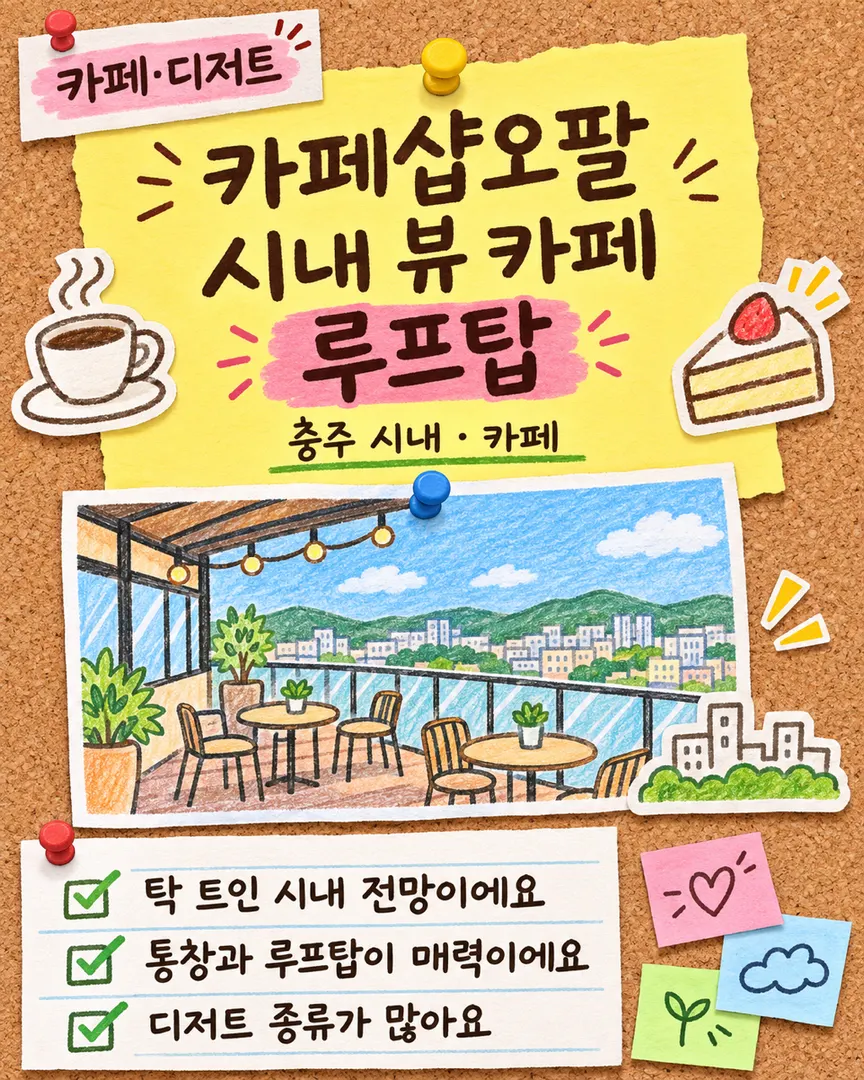 카페·디저트
카페샵오팔
시내 뷰 카페
루프탑
충주 시내 · 카페
탁 트인 시내 전망이에요
통창과 루프탑이 매력이에요
디저트 종류가 많아요